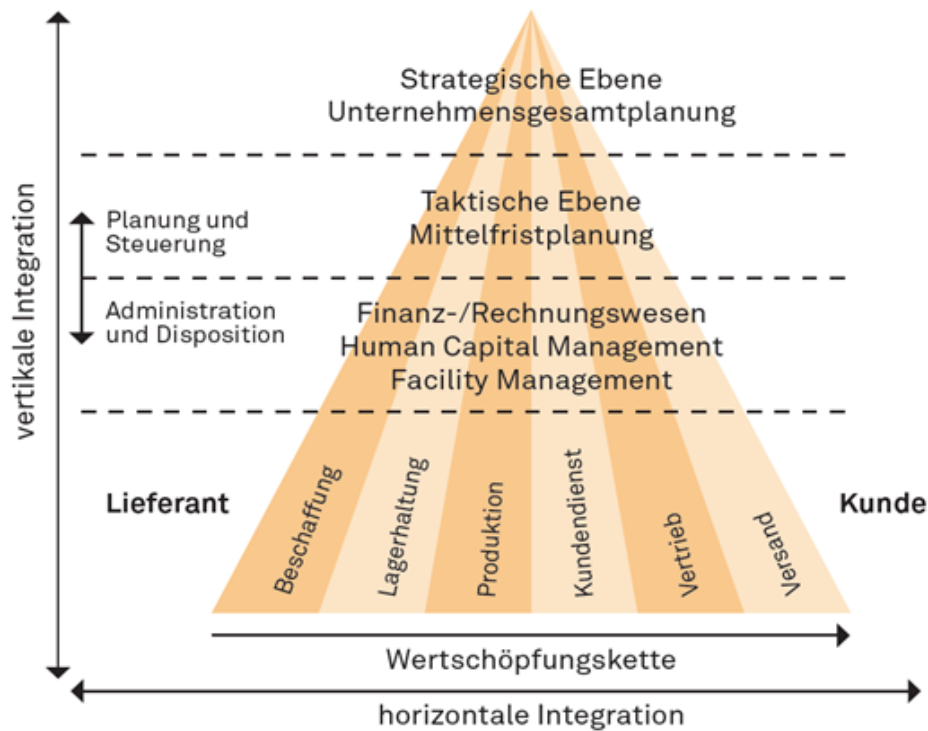 Strategische Ebene
Unternehmensgesamtplanung
Taktische Ebene
Mittelfristplanung
Planung und
Steuerung
Administration
und Disposition
Finanz-/Rechnungswesen
Human Capital Management
Facility Management
vertikale Integration
Lieferant
Beschaffung
Lagerhaltung
Produktion
Kundendienst
Vertrieb
Versand
Kunde
Wertschöpfungskette
horizontale Integration